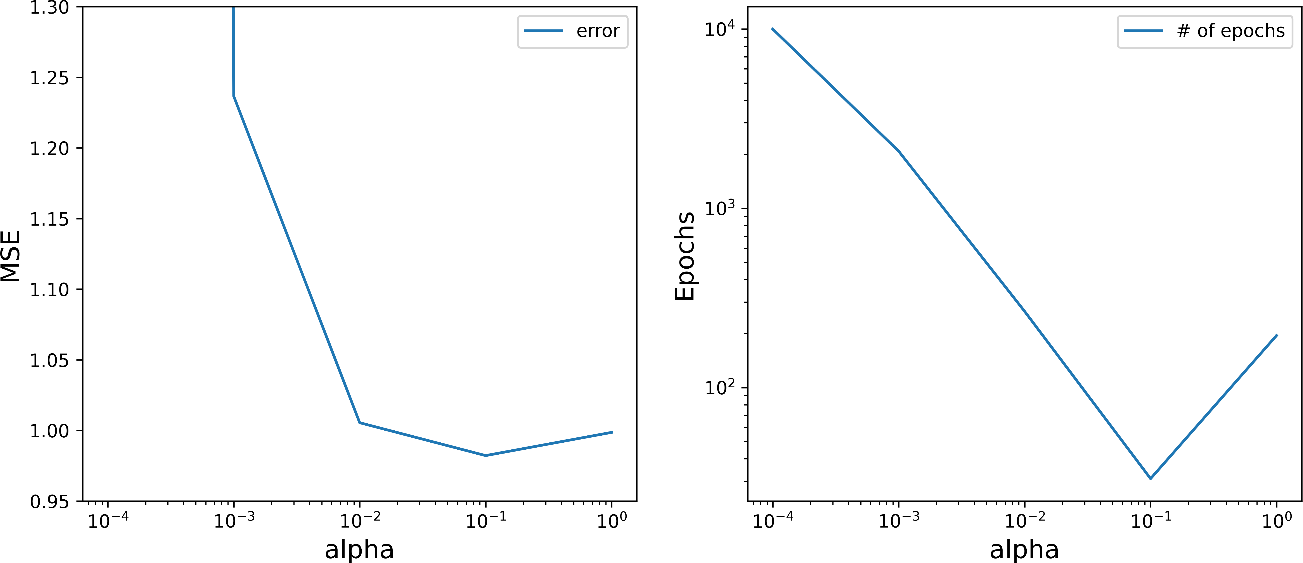 1.30
1.25
1.20
1.15
1.10
1.05
1.00
0.95
MSE
error
10⁻⁴ 10⁻³ 10⁻² 10⁻¹ 10⁰
alpha
10⁴
10³
10²
Epochs
# of epochs
10⁻⁴ 10⁻³ 10⁻² 10⁻¹ 10⁰
alpha